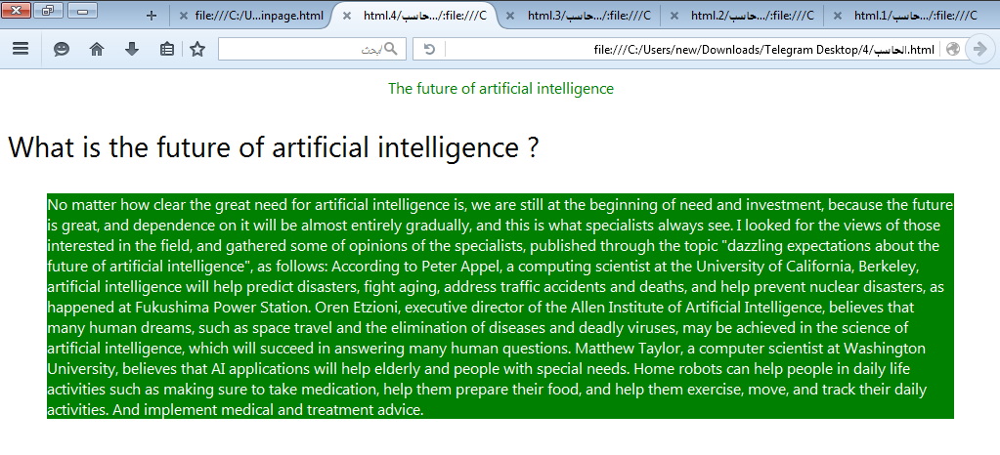 file:///C:/U...inpage.html
html.4/حاسب.../:file:///C
html.3/حاسب.../:file:///C
html.2/حاسب.../:file:///C
html.1/حاسب.../:file:///C
ابحث
file:///C:/Users/new/Downloads/Telegram Desktop/4/الحاسب.html
The future of artificial intelligence
What is the future of artificial intelligence ?
No matter how clear the great need for artificial intelligence is, we are still at the beginning of need and investment, because the future
is great, and dependence on it will be almost entirely gradually, and this is what specialists always see. I looked for the views of those
interested in the field, and gathered some of opinions of the specialists, published through the topic "dazzling expectations about the
future of artificial intelligence", as follows: According to Peter Appel, a computing scientist at the University of California, Berkeley,
artificial intelligence will help predict disasters, fight aging, address traffic accidents and deaths, and help prevent nuclear disasters, as
happened at Fukushima Power Station. Oren Etzioni, executive director of the Allen Institute of Artificial Intelligence, believes that
many human dreams, such as space travel and the elimination of diseases and deadly viruses, may be achieved in the science of
artificial intelligence, which will succeed in answering many human questions. Matthew Taylor, a computer scientist at Washington
University, believes that AI applications will help elderly and people with special needs. Home robots can help people in daily life
activities such as making sure to take medication, help them prepare their food, and help them exercise, move, and track their daily
activities. And implement medical and treatment advice.